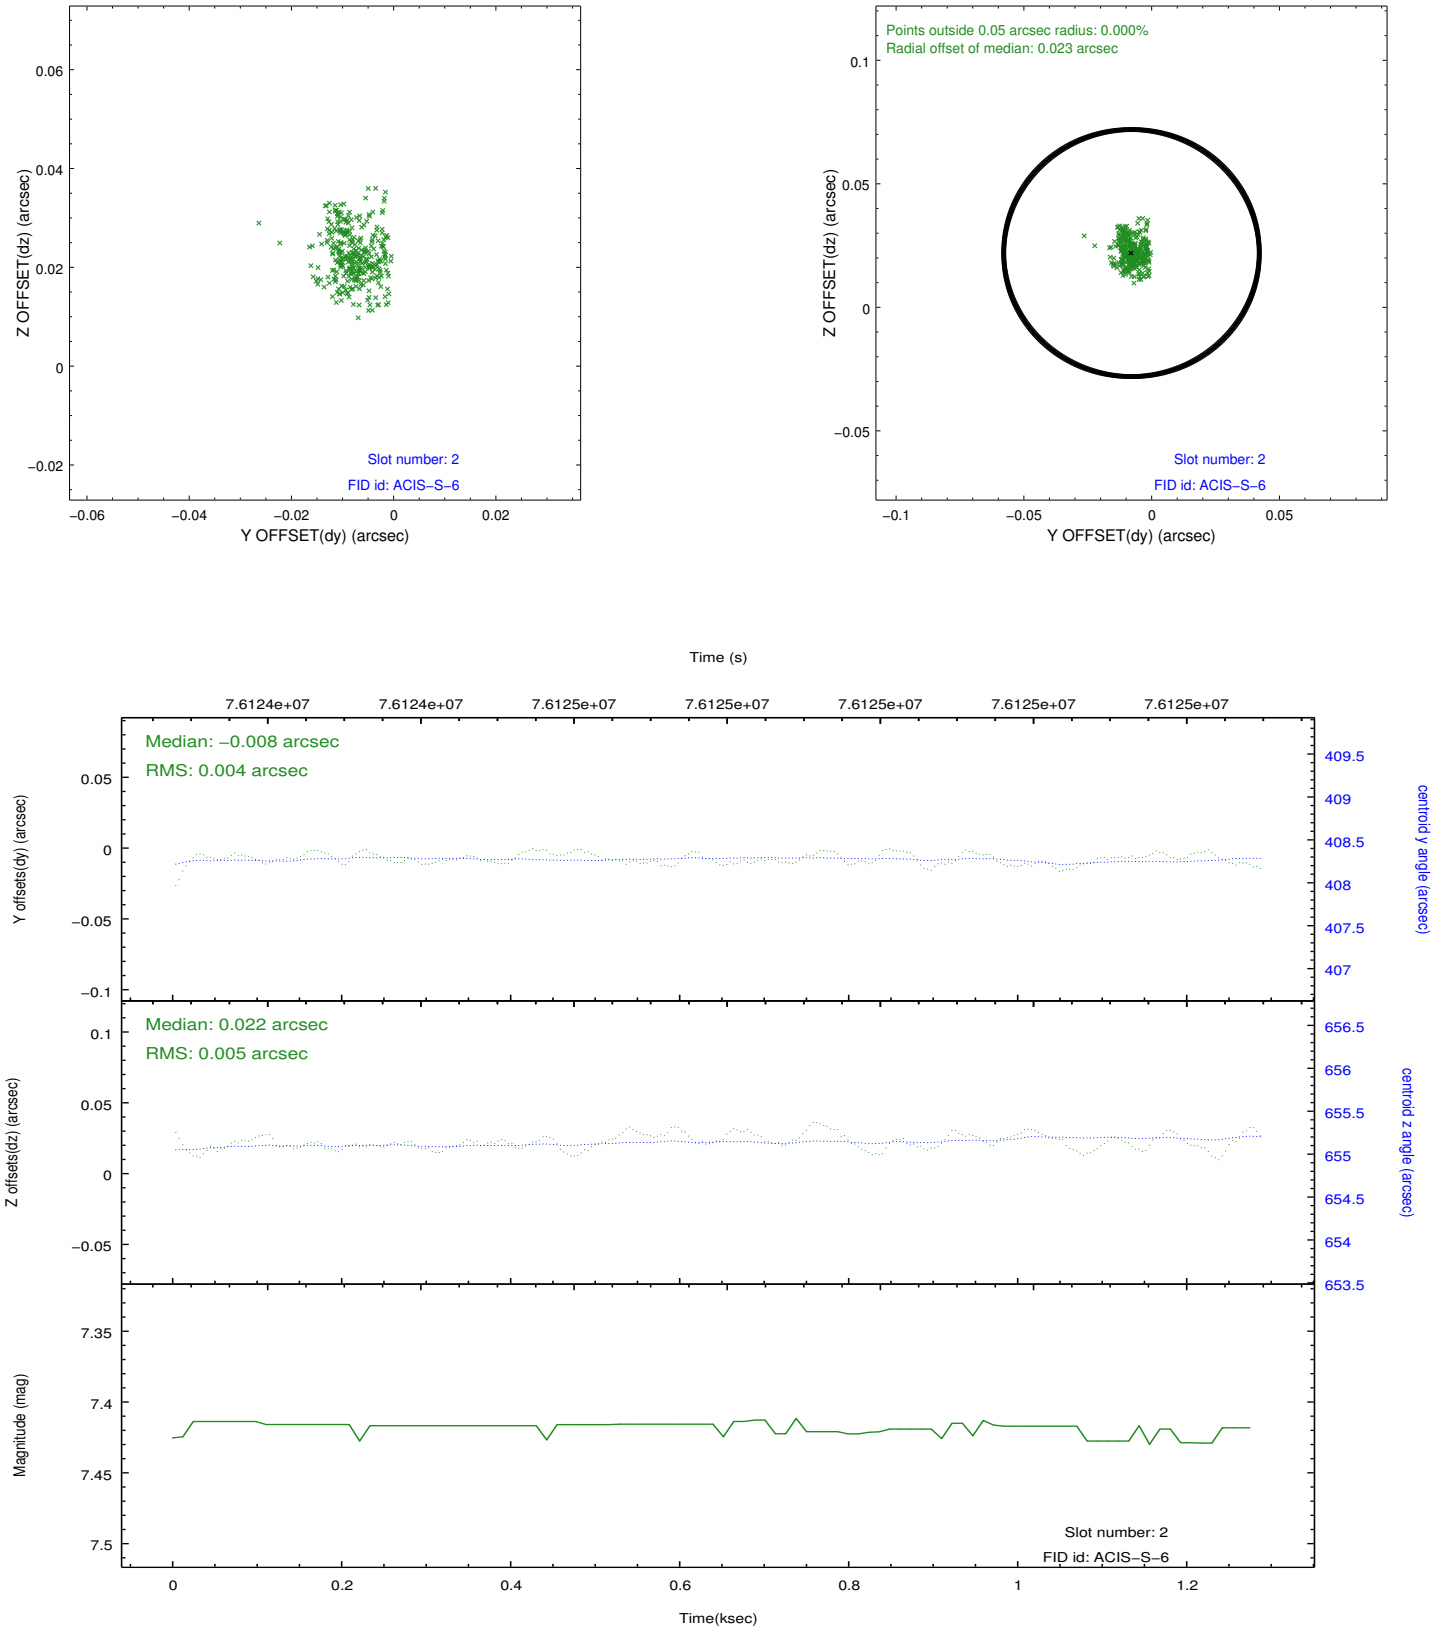 0.06
0.04
0.02
0
−0.02
Z OFFSET(dz) (arcsec)
Slot number: 2
FID id: ACIS−S−6
−0.06
−0.04
−0.02
0
0.02
Y OFFSET(dy) (arcsec)
Points outside 0.05 arcsec radius: 0.000%
Radial offset of median: 0.023 arcsec
0.1
0.05
0
−0.05
Z OFFSET(dz) (arcsec)
Slot number: 2
FID id: ACIS−S−6
−0.1
−0.05
0
0.05
Y OFFSET(dy) (arcsec)
Time (s)
7.6124e+07
7.6124e+07
7.6125e+07
7.6125e+07
7.6125e+07
7.6125e+07
7.6125e+07
Median: −0.008 arcsec
RMS: 0.004 arcsec
0.05
0
−0.05
−0.1
Y offsets(dy) (arcsec)
409.5
409
408.5
408
407.5
407
centroid y angle (arcsec)
Median: 0.022 arcsec
RMS: 0.005 arcsec
0.1
0.05
0
−0.05
Z offsets(dz) (arcsec)
656.5
656
655.5
655
654.5
654
653.5
centroid z angle (arcsec)
7.35
7.4
7.45
7.5
Magnitude (mag)
Slot number: 2
FID id: ACIS−S−6
0
0.2
0.4
0.6
0.8
1
1.2
Time(ksec)